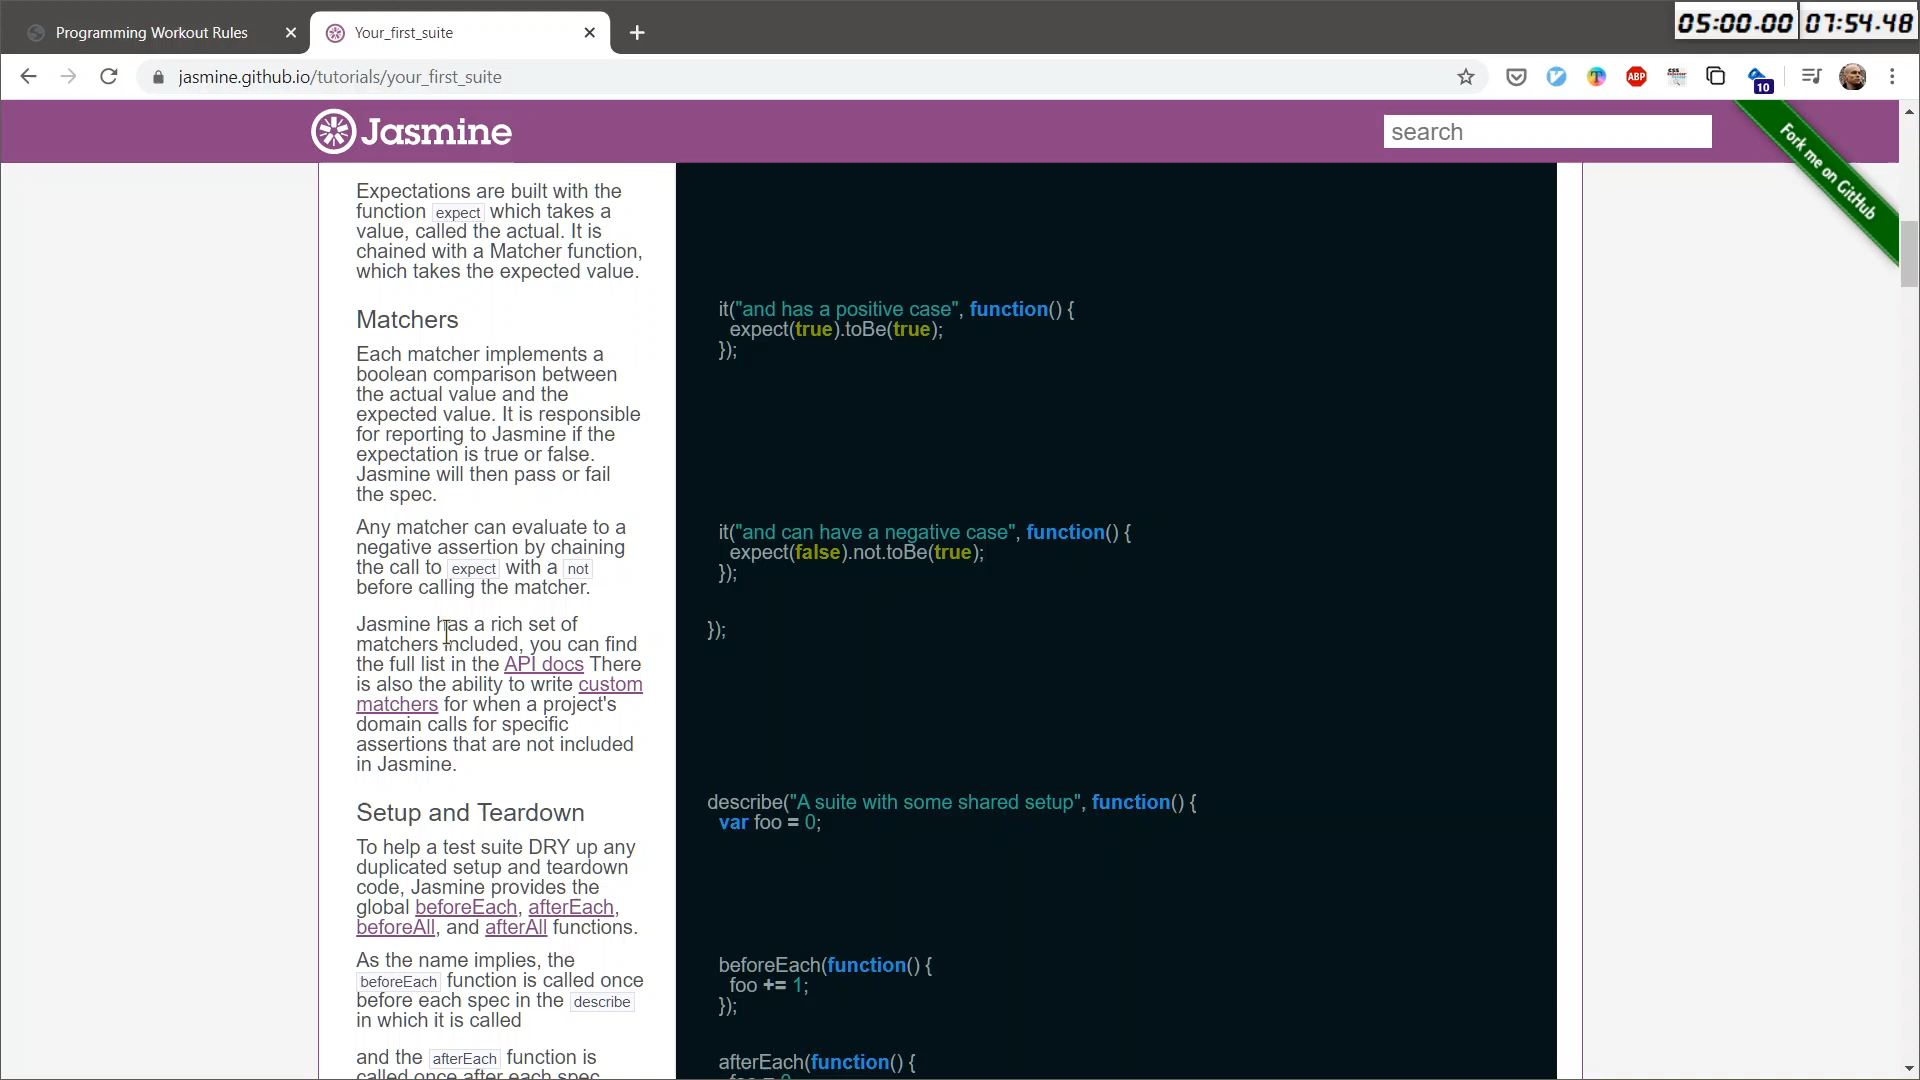 05:00.00 07:54.48
Programming Workout Rules
Your_first_suite
jasmine.github.io/tutorials/your_first_suite
ABP
10
Jasmine
search
Fork me on GitHub
Expectations are built with the
function expect which takes a
value, called the actual. It is
chained with a Matcher function,
which takes the expected value.
it("and has a positive case", function() {
expect(true).toBe(true);
});
Matchers
Each matcher implements a
boolean comparison between
the actual value and the
expected value. It is responsible
for reporting to Jasmine if the
expectation is true or false.
Jasmine will then pass or fail
the spec.
Any matcher can evaluate to a
negative assertion by chaining
the call to expect with a not
before calling the matcher.
it("and can have a negative case", function() {
expect(false).not.toBe(true);
});
});
Jasmine has a rich set of
matchers included, you can find
the full list in the API docs There
is also the ability to write custom
matchers for when a project's
domain calls for specific
assertions that are not included
in Jasmine.
describe("A suite with some shared setup", function() {
var foo = 0;
Setup and Teardown
To help a test suite DRY up any
duplicated setup and teardown
code, Jasmine provides the
global beforeEach, afterEach,
beforeAll, and afterAll functions.
As the name implies, the
beforeEach function is called once
before each spec in the describe
in which it is called
beforeEach(function() {
foo += 1;
});
and the afterEach function is
called once after each spec
afterEach(function() {
foo = 0